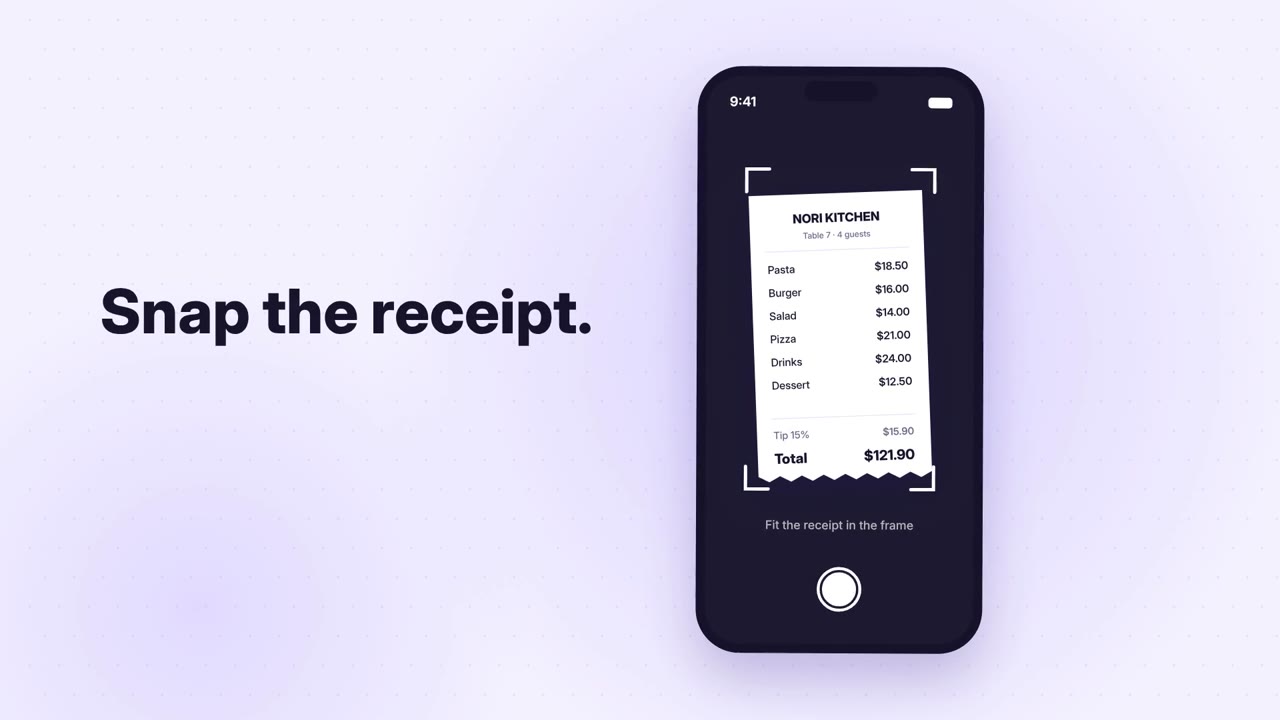 Snap the receipt.
9:41
NORI KITCHEN
Table 7 · 4 guests
Pasta $18.50
Burger $16.00
Salad $14.00
Pizza $21.00
Drinks $24.00
Dessert $12.50
Tip 15% $15.90
Total $121.90
Fit the receipt in the frame